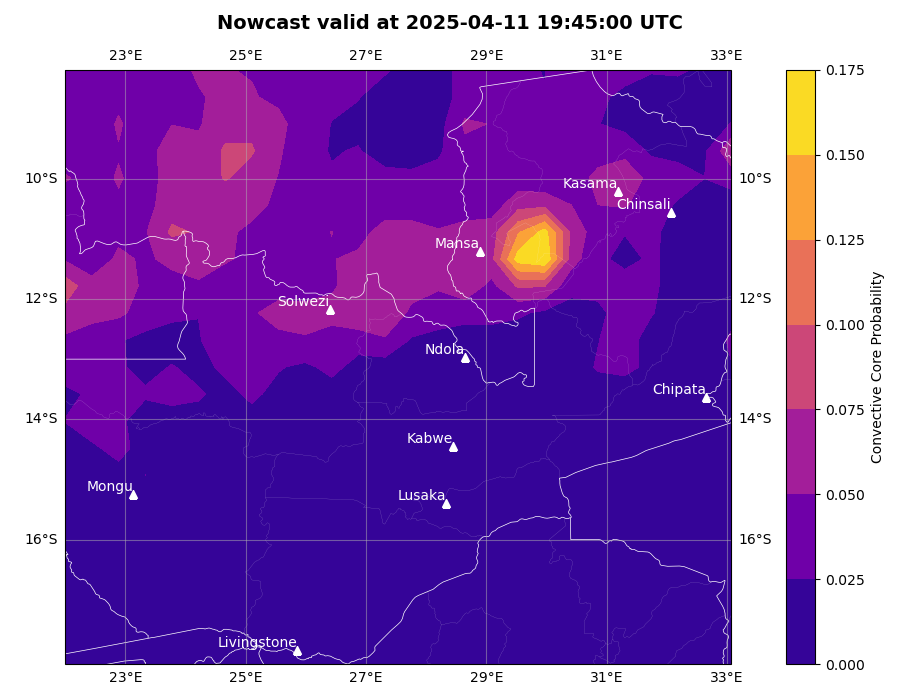 Nowcast valid at 2025-04-11 19:45:00 UTC
23°E 25°E 27°E 29°E 31°E 33°E
10°S 10°S
12°S 12°S
14°S 14°S
16°S 16°S
Kasama
Chinsali
Mansa
Solwezi
Ndola
Chipata
Kabwe
Mongu
Lusaka
Livingstone
23°E 25°E 27°E 29°E 31°E 33°E
0.175
0.150
0.125
0.100
0.075
0.050
0.025
0.000
Convective Core Probability